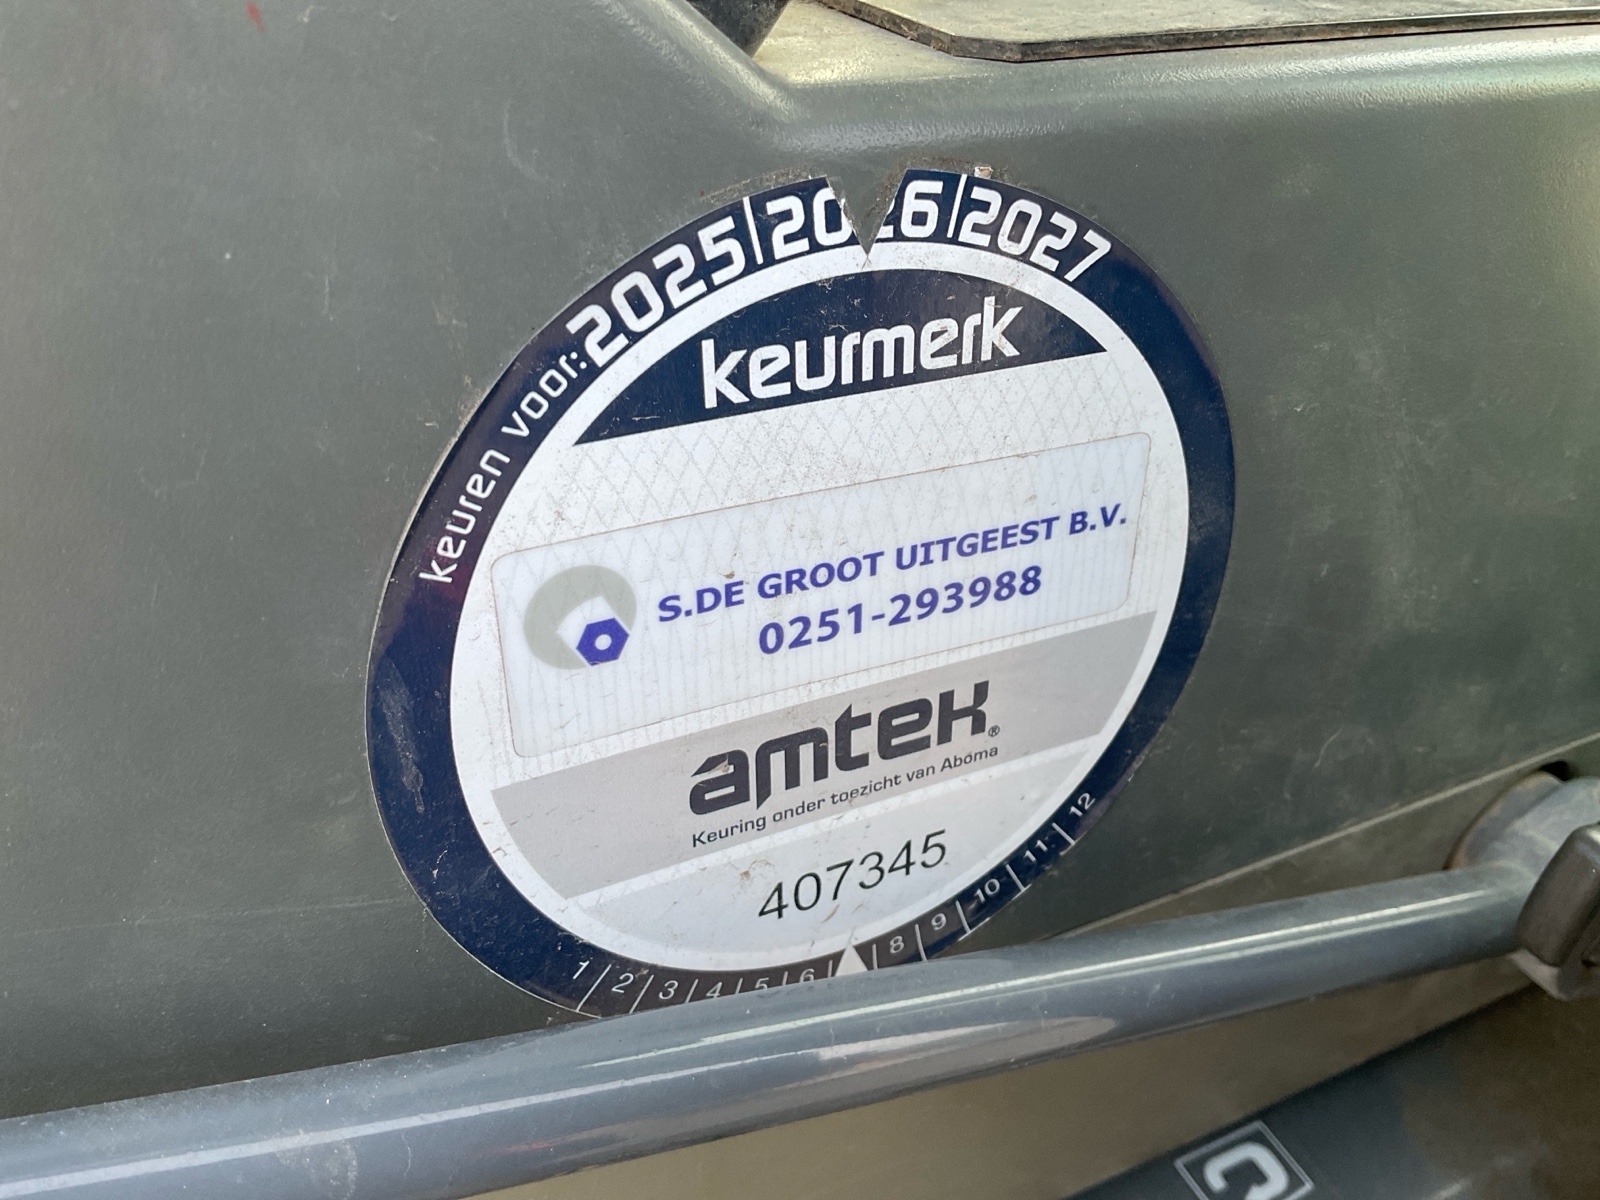 keuren voor: 2025 2026 2027
keurmerk
S.DE GROOT UITGEEST B.V.
0251-293988
amtek®
Keuring onder toezicht van Aboma
407345
1 2 3 4 5 6 8 9 10 11 12